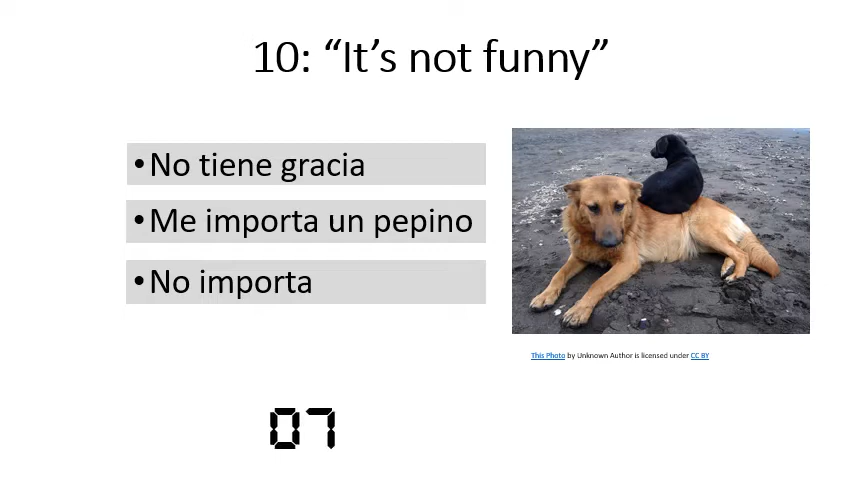 10: “It’s not funny”
• No tiene gracia
• Me importa un pepino
• No importa
This Photo by Unknown Author is licensed under CC BY
07